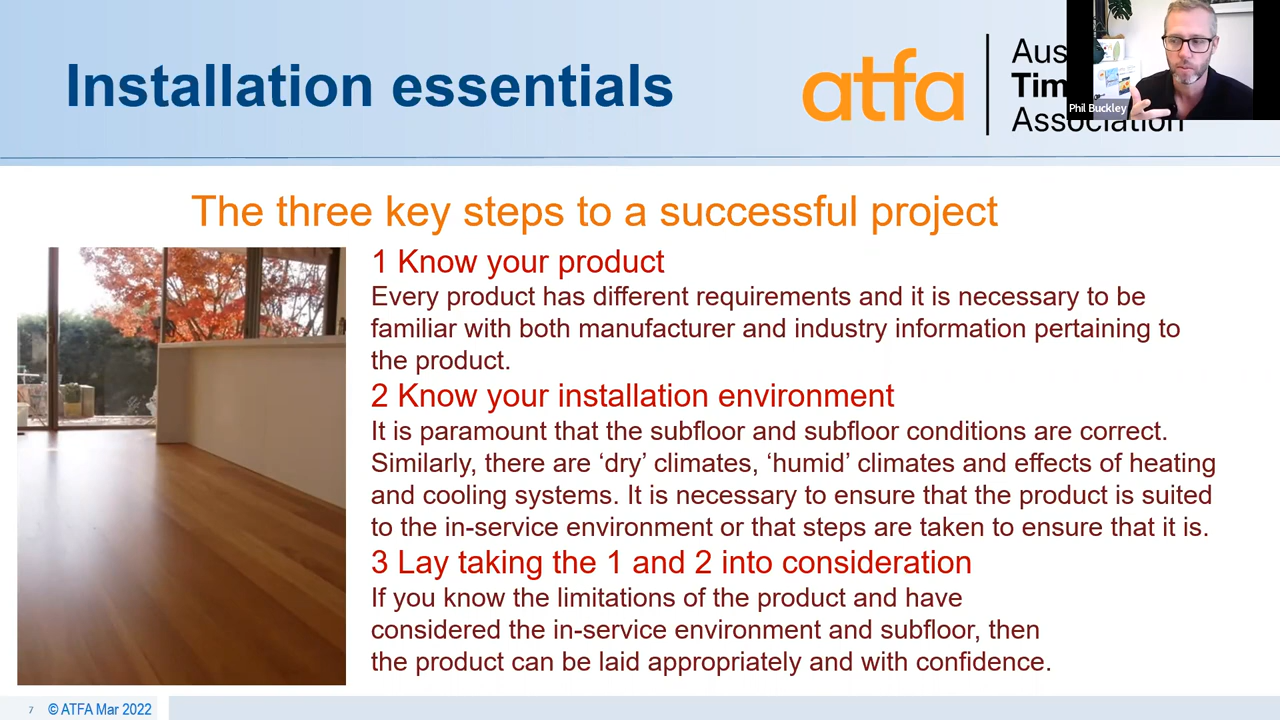 Installation essentials
atfa
Aus
Tim
Association
Phil Buckley
The three key steps to a successful project
1 Know your product
Every product has different requirements and it is necessary to be
familiar with both manufacturer and industry information pertaining to
the product.
2 Know your installation environment
It is paramount that the subfloor and subfloor conditions are correct.
Similarly, there are ‘dry’ climates, ‘humid’ climates and effects of heating
and cooling systems. It is necessary to ensure that the product is suited
to the in-service environment or that steps are taken to ensure that it is.
3 Lay taking the 1 and 2 into consideration
If you know the limitations of the product and have
considered the in-service environment and subfloor, then
the product can be laid appropriately and with confidence.
7 © ATFA Mar 2022